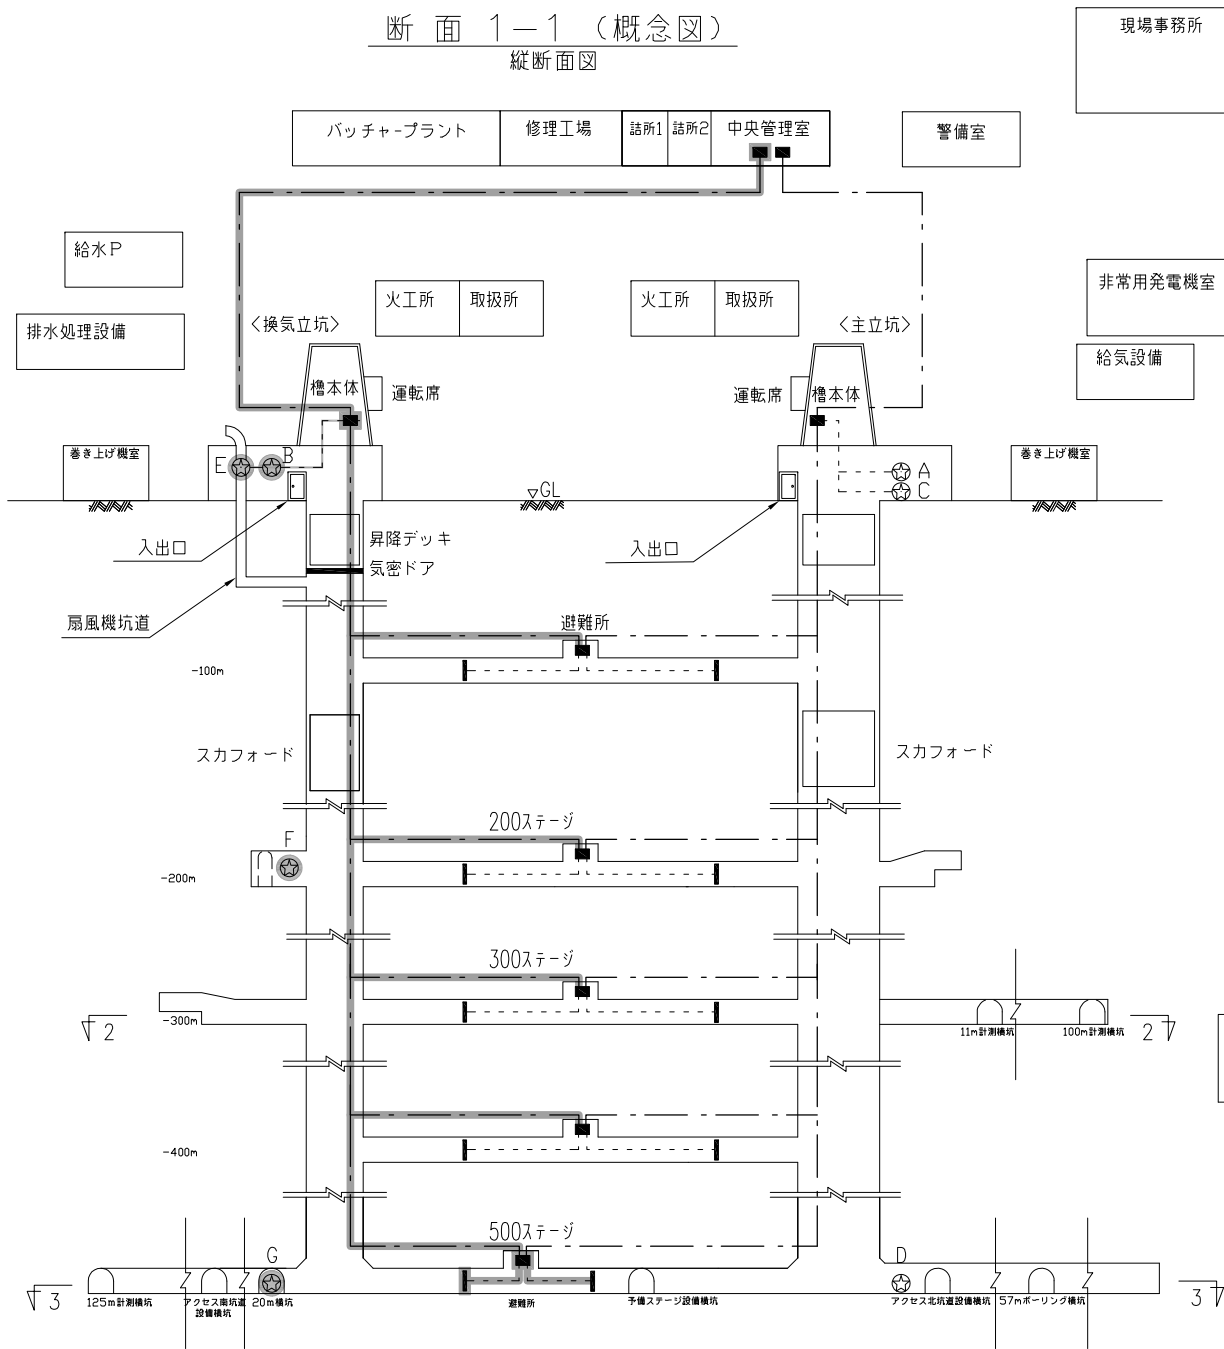 断面 1-1 (概念図)
縦断面図
現場事務所
バッチャープラント
修理工場
詰所1
詰所2
中央管理室
警備室
給水P
排水処理設備
火工所
取扱所
火工所
取扱所
非常用発電機室
給気設備
〈換気立坑〉
〈主立坑〉
櫓本体
運転席
運転席
櫓本体
巻き上げ機室
E
B
A
C
巻き上げ機室
▽GL
入出口
昇降デッキ
気密ドア
入出口
扇風機坑道
避難所
-100m
スカフォード
スカフォード
200ステージ
F
-200m
300ステージ
-300m
2
11m計測横坑
100m計測横坑
2
-400m
500ステージ
G
D
3
125m計測横坑
アクセス南坑道
設備横坑
20m横坑
避難所
予備ステージ設備横坑
アクセス北坑道設備横坑
57mボーリング横坑
3